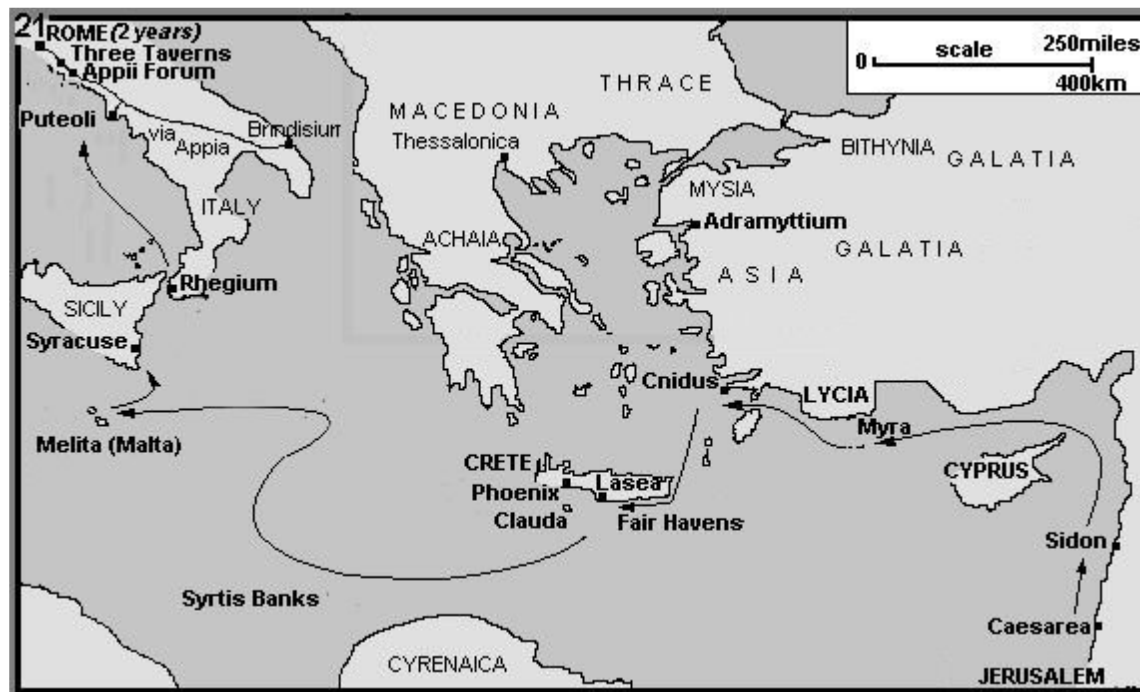 21 ROME (2 years)
Three Taverns
Appii Forum
Puteoli
via
Appia
Brindisiun
ITALY
Rhegium
SICILY
Syracuse
Melita (Malta)
MACEDONIA
Thessalonica
THRACE
ACHAIA
scale
250miles
0
400km
BITHYNIA
GALATIA
MYSIA
Adramyttium
GALATIA
ASIA
Cnidus
LYCIA
Myra
CYPRUS
CRETE
Lasea
Phoenix
Clauda
Fair Havens
Sidon
Syrtis Banks
Caesarea
CYRENAICA
JERUSALEM